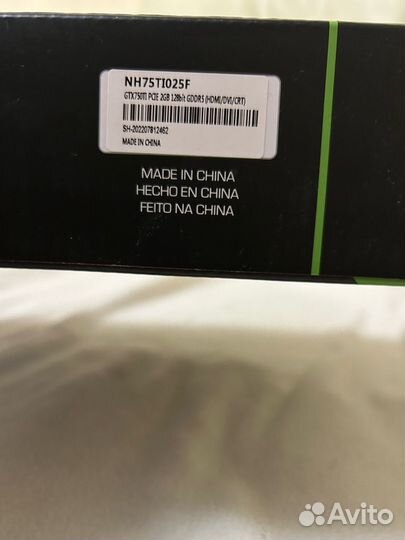 NH75TI025F
GTX750TI PCIE 2GB 128bit GDDR5 (HDMI/DVI/CRT)
SH-202207812462
MADE IN CHINA
MADE IN CHINA
HECHO EN CHINA
FEITO NA CHINA
Avito